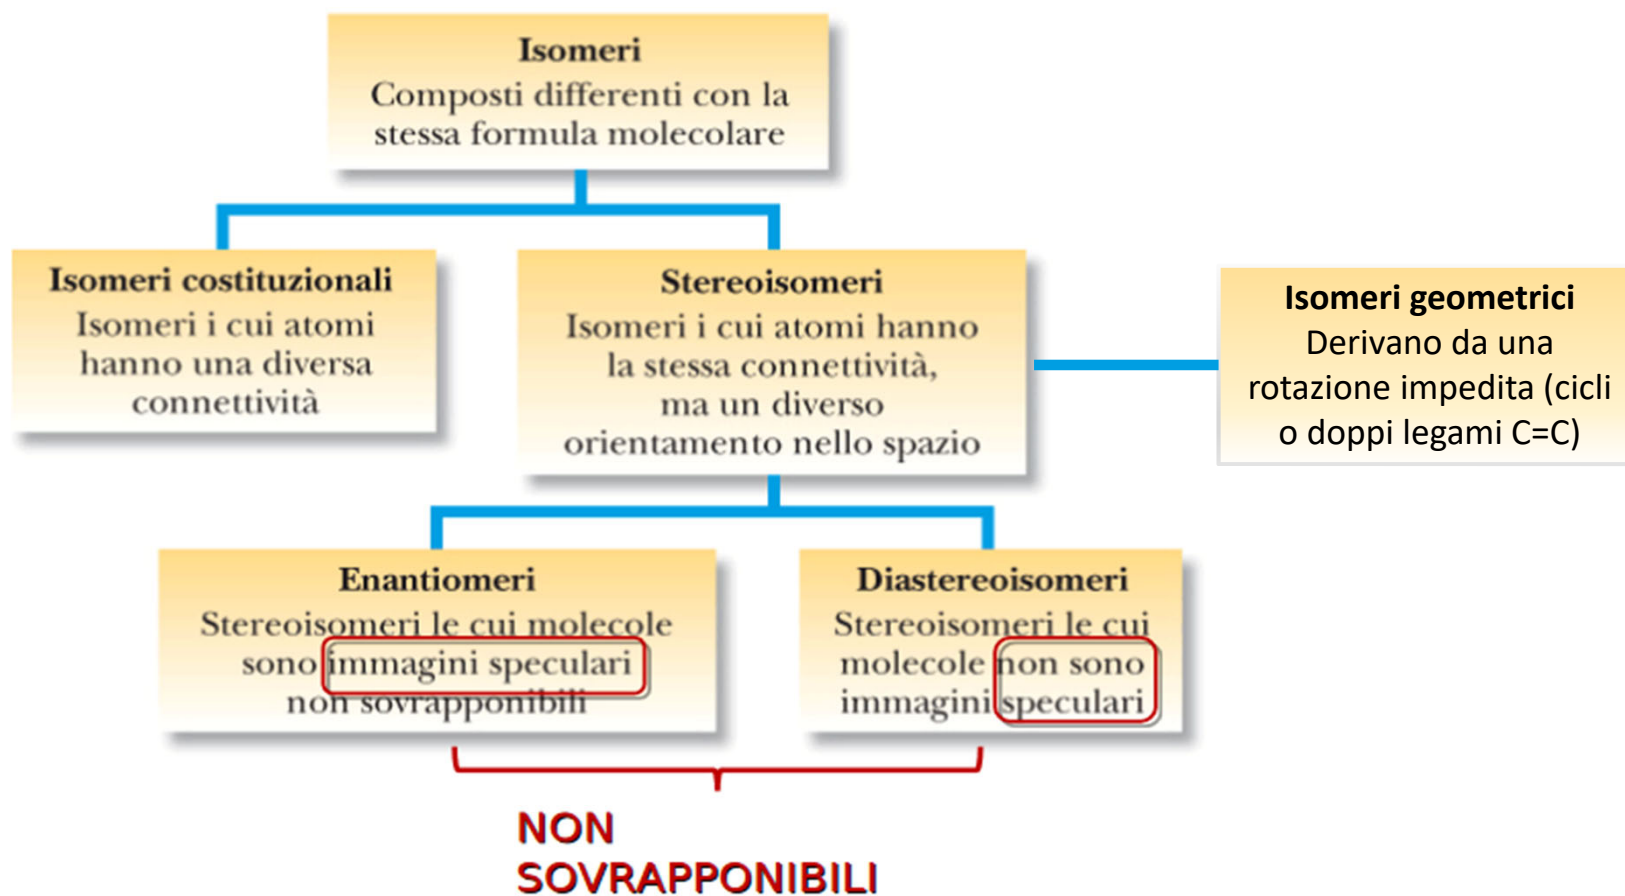 Isomeri
Composti differenti con la
stessa formula molecolare
Isomeri costituzionali
Isomeri i cui atomi
hanno una diversa
connettività
Stereoisomeri
Isomeri i cui atomi hanno
la stessa connettività,
ma un diverso
orientamento nello spazio
Isomeri geometrici
Derivano da una
rotazione impedita (cicli
o doppi legami C=C)
Enantiomeri
Stereoisomeri le cui molecole
sono immagini speculari
non sovrapponibili
Diastereoisomeri
Stereoisomeri le cui
molecole non sono
immagini speculari
NON
SOVRAPPONIBILI